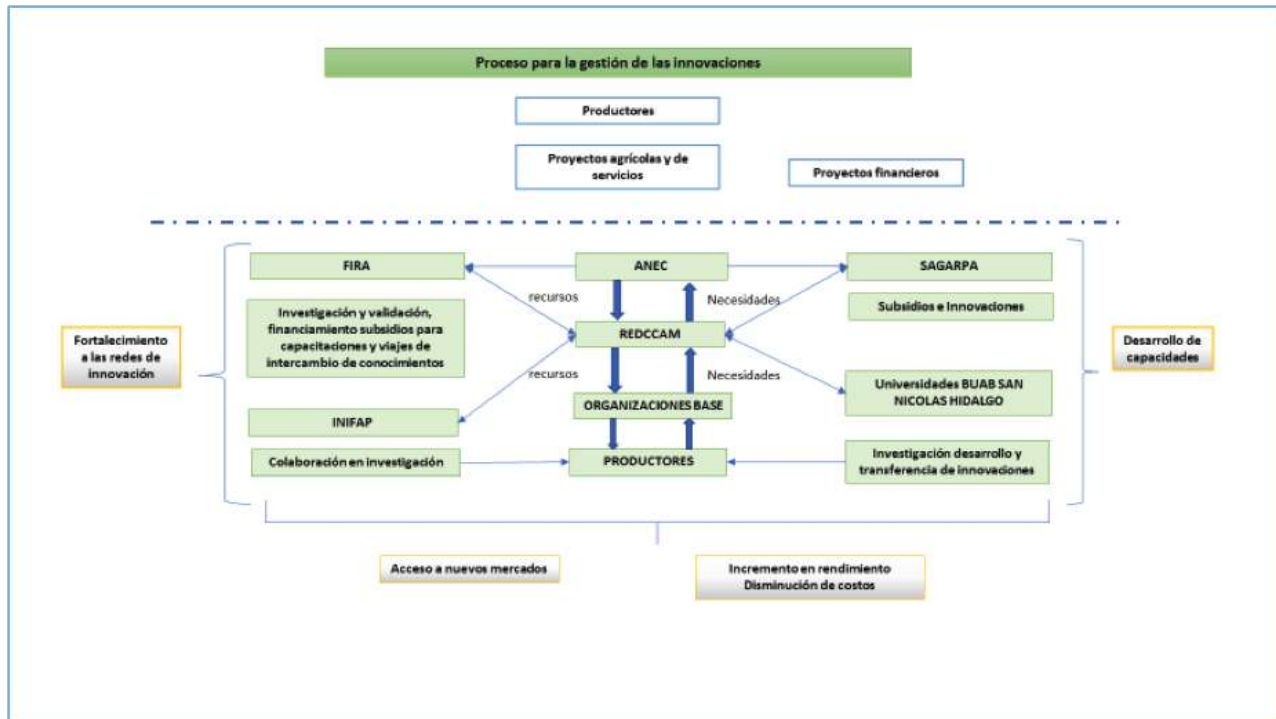 Proceso para la gestión de las innovaciones
Productores
Proyectos agrícolas y de
servicios
Proyectos financieros
FIRA
ANEC
SAGARPA
recursos
Necesidades
Investigación y validación,
financiamiento subsidios para
capacitaciones y viajes de
intercambio de conocimientos
Subsidios e Innovaciones
REDCCAM
Fortalecimiento
a las redes de
innovación
Desarrollo de
capacidades
recursos
Necesidades
Universidades BUAB SAN
NICOLAS HIDALGO
ORGANIZACIONES BASE
INIFAP
Colaboración en investigación
PRODUCTORES
Investigación desarrollo y
transferencia de innovaciones
Acceso a nuevos mercados
Incremento en rendimiento
Disminución de costos